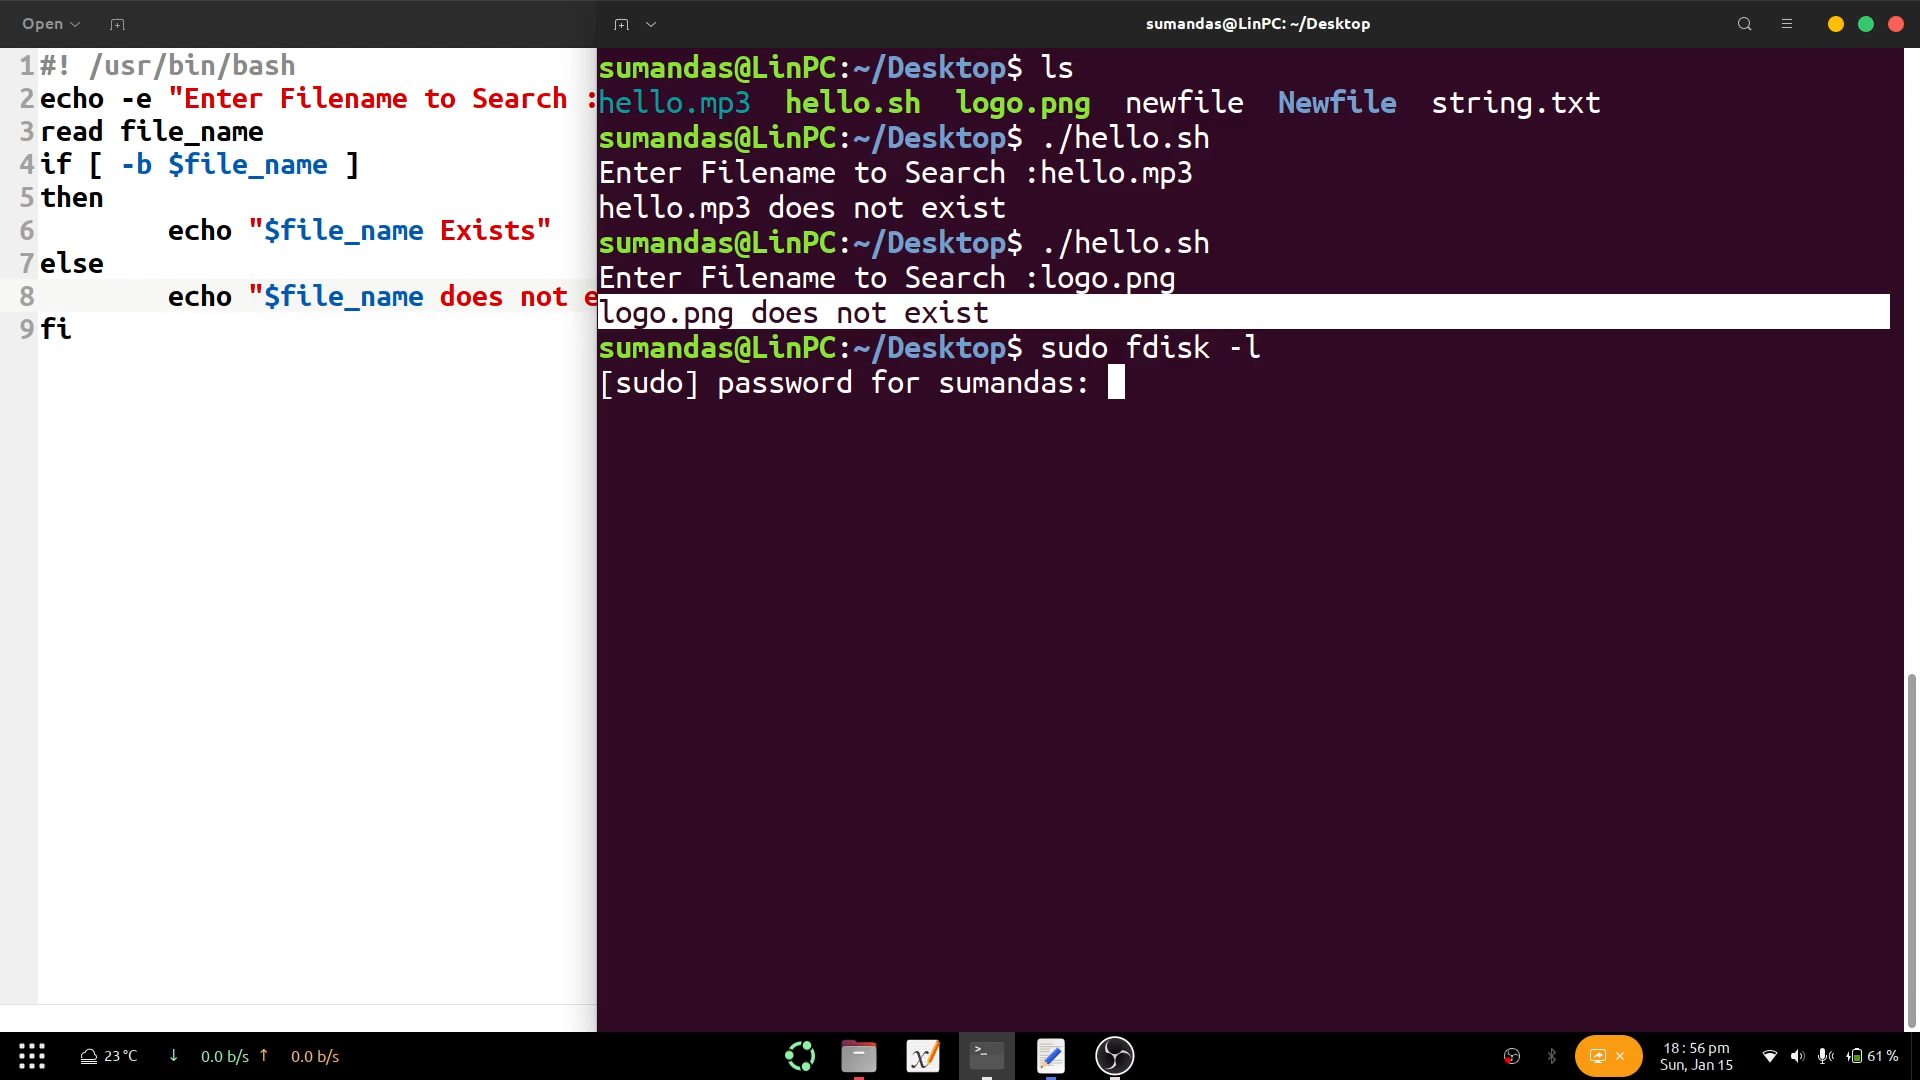 Open
sumandas@LinPC: ~/Desktop
1 #! /usr/bin/bash
2 echo -e "Enter Filename to Search :
3 read file_name
4 if [ -b $file_name ]
5 then
6 echo "$file_name Exists"
7 else
8 echo "$file_name does not e
9 fi
sumandas@LinPC:~/Desktop$ ls
hello.mp3 hello.sh logo.png newfile Newfile string.txt
sumandas@LinPC:~/Desktop$ ./hello.sh
Enter Filename to Search :hello.mp3
hello.mp3 does not exist
sumandas@LinPC:~/Desktop$ ./hello.sh
Enter Filename to Search :logo.png
logo.png does not exist
sumandas@LinPC:~/Desktop$ sudo fdisk -l
[sudo] password for sumandas:
23 °C ↓ 0.0 b/s ↑ 0.0 b/s
18 : 56 pm
Sun, Jan 15
61 %